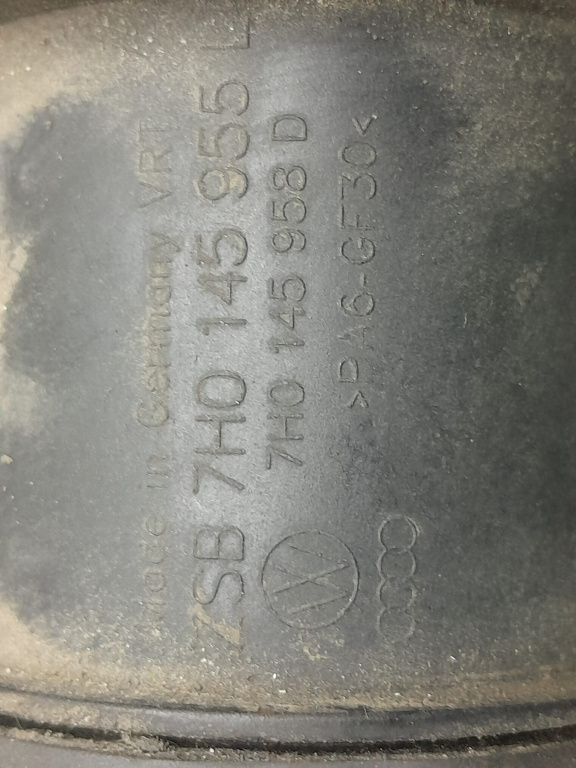 Made in Germany VRT
ZSB 7H0 145 955 L
7H0 145 958 D
>PA6-GF30<